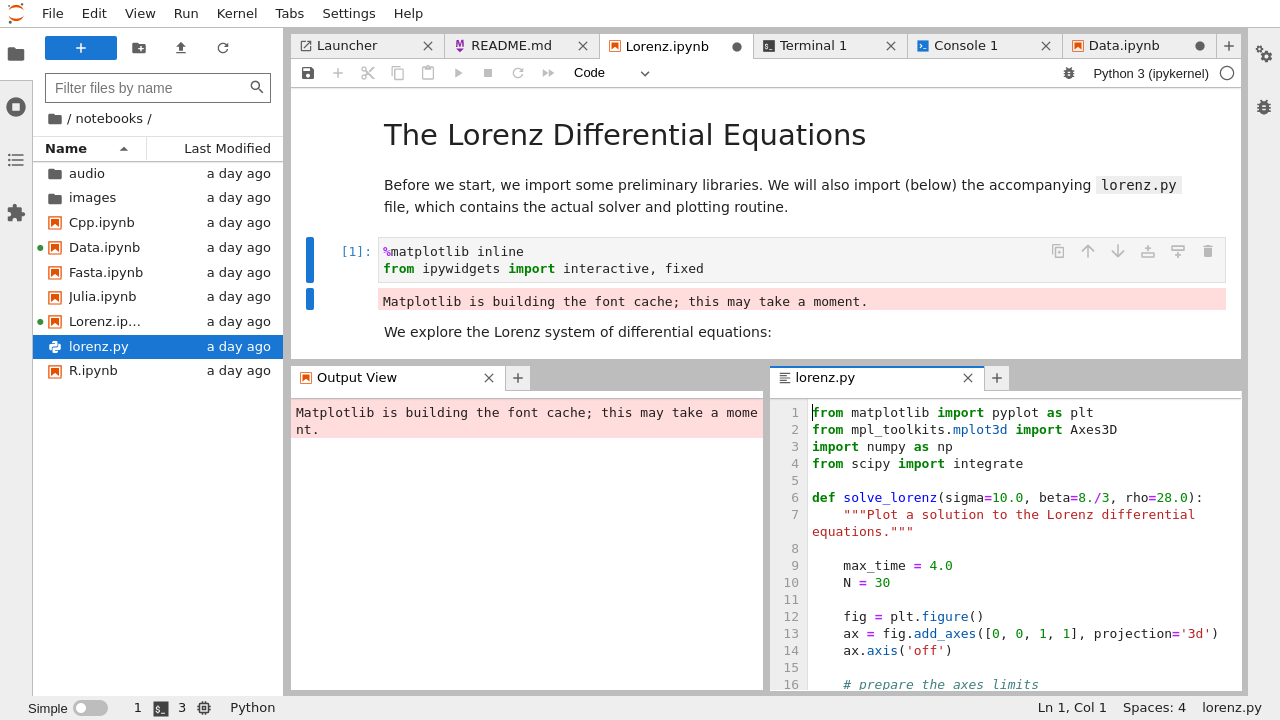 File Edit View Run Kernel Tabs Settings Help
Filter files by name
/ notebooks /
Name Last Modified
audio a day ago
images a day ago
Cpp.ipynb a day ago
Data.ipynb a day ago
Fasta.ipynb a day ago
Julia.ipynb a day ago
Lorenz.ip... a day ago
lorenz.py a day ago
R.ipynb a day ago
Launcher README.md Lorenz.ipynb Terminal 1 Console 1 Data.ipynb
Code Python 3 (ipykernel)
The Lorenz Differential Equations
Before we start, we import some preliminary libraries. We will also import (below) the accompanying lorenz.py
file, which contains the actual solver and plotting routine.
[1]: %matplotlib inline
from ipywidgets import interactive, fixed
Matplotlib is building the font cache; this may take a moment.
We explore the Lorenz system of differential equations:
Output View
Matplotlib is building the font cache; this may take a mome
nt.
lorenz.py
1 from matplotlib import pyplot as plt
2 from mpl_toolkits.mplot3d import Axes3D
3 import numpy as np
4 from scipy import integrate
5
6 def solve_lorenz(sigma=10.0, beta=8./3, rho=28.0):
7 """Plot a solution to the Lorenz differential
equations."""
8
9 max_time = 4.0
10 N = 30
11
12 fig = plt.figure()
13 ax = fig.add_axes([0, 0, 1, 1], projection='3d')
14 ax.axis('off')
15
16 # prepare the axes limits
Simple 1 3 Python Ln 1, Col 1 Spaces: 4 lorenz.py